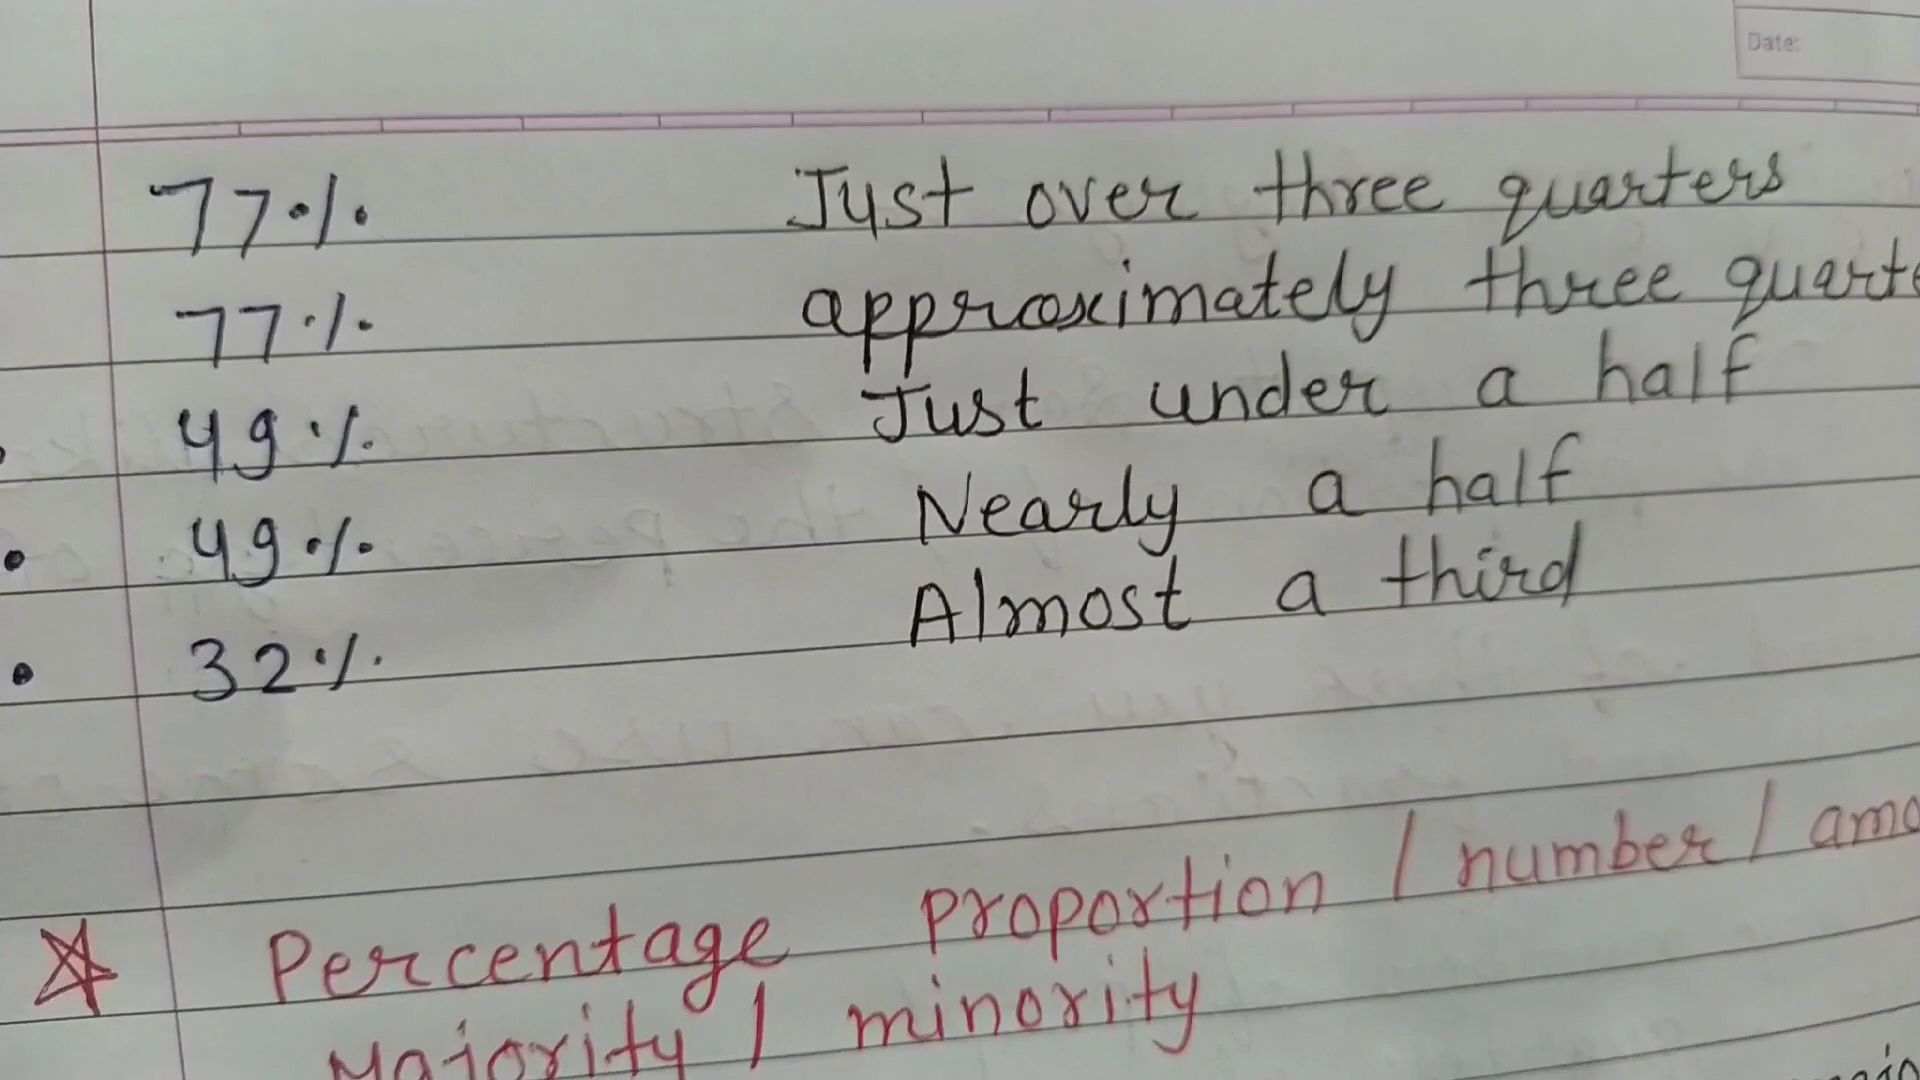 Date:
77% Just over three quarters
77% approximately three quarte
49% Just under a half
49% Nearly a half
32% Almost a third
Percentage proportion / number / amo
Majority / minority